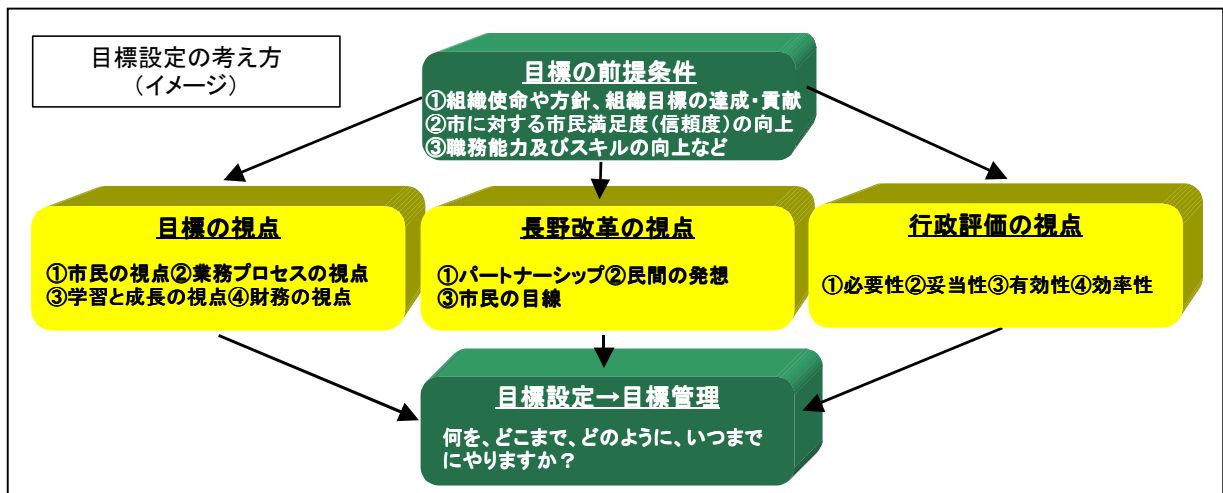 目標設定の考え方
（イメージ）
目標の前提条件
①組織使命や方針、組織目標の達成・貢献
②市に対する市民満足度（信頼度）の向上
③職務能力及びスキルの向上など
目標の視点
①市民の視点②業務プロセスの視点
③学習と成長の視点④財務の視点
長野改革の視点
①パートナーシップ②民間の発想
③市民の目線
行政評価の視点
①必要性②妥当性③有効性④効率性
目標設定→目標管理
何を、どこまで、どのように、いつまで
にやりますか？